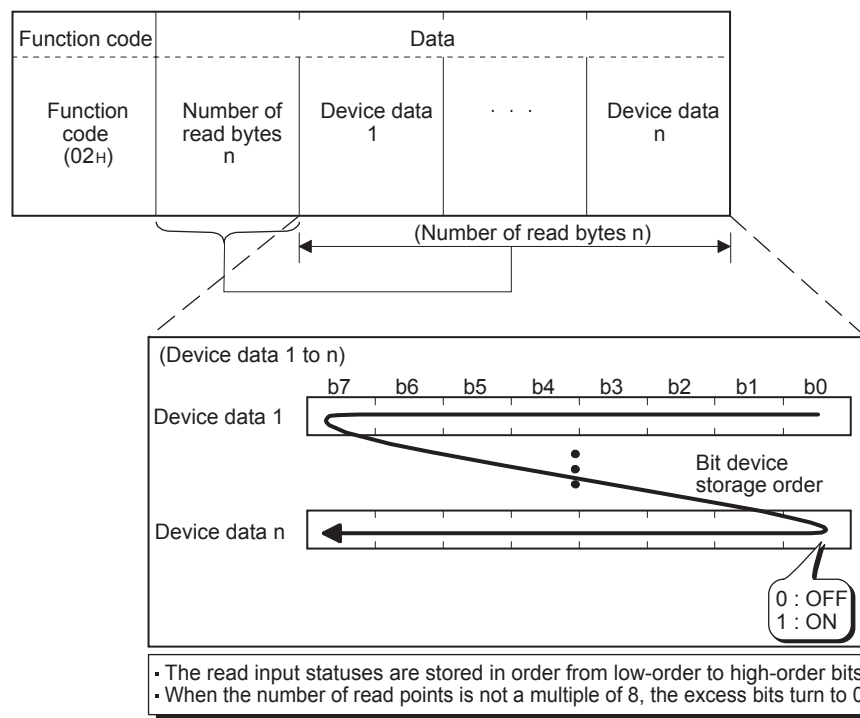 Function code Data
Function code (02H)
Number of read bytes n
Device data 1
· · ·
Device data n
(Number of read bytes n)
(Device data 1 to n)
b7 b6 b5 b4 b3 b2 b1 b0
Device data 1
Bit device
storage order
Device data n
0 : OFF
1 : ON
· The read input statuses are stored in order from low-order to high-order bits
· When the number of read points is not a multiple of 8, the excess bits turn to 0